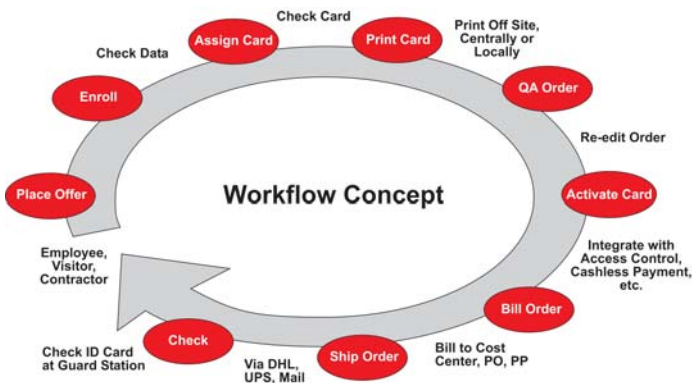 Check Card
Assign Card
Print Card
Print Off Site,
Centrally or
Locally
Check Data
Enroll
QA Order
Re-edit Order
Place Offer
Workflow Concept
Activate Card
Employee,
Visitor,
Contractor
Integrate with
Access Control,
Cashless Payment,
etc.
Bill Order
Check
Check ID Card
at Guard Station
Via DHL,
UPS, Mail
Ship Order
Bill to Cost
Center, PO, PP